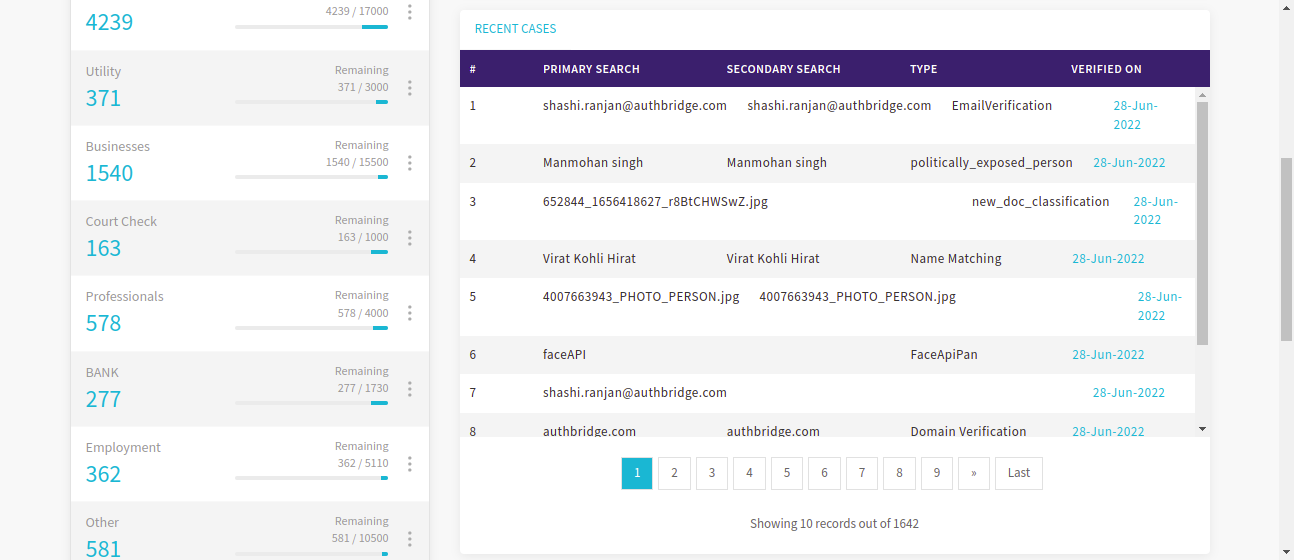 4239
4239 / 17000
Utility
Remaining
371
371 / 3000
Businesses
Remaining
1540
1540 / 15500
Court Check
Remaining
163
163 / 1000
Professionals
Remaining
578
578 / 4000
BANK
Remaining
277
277 / 1730
Employment
Remaining
362
362 / 5110
Other
Remaining
581
581 / 10500
RECENT CASES
# PRIMARY SEARCH SECONDARY SEARCH TYPE VERIFIED ON
1 shashi.ranjan@authbridge.com shashi.ranjan@authbridge.com EmailVerification 28-Jun-
2022
2 Manmohan singh Manmohan singh politically_exposed_person 28-Jun-2022
3 652844_1656418627_r8BtCHWSwZ.jpg new_doc_classification 28-Jun-
2022
4 Virat Kohli Hirat Virat Kohli Hirat Name Matching 28-Jun-2022
5 4007663943_PHOTO_PERSON.jpg 4007663943_PHOTO_PERSON.jpg 28-Jun-
2022
6 faceAPI FaceApiPan 28-Jun-2022
7 shashi.ranjan@authbridge.com 28-Jun-2022
8 authbridge.com authbridge.com Domain Verification 28-Jun-2022
1 2 3 4 5 6 7 8 9 » Last
Showing 10 records out of 1642